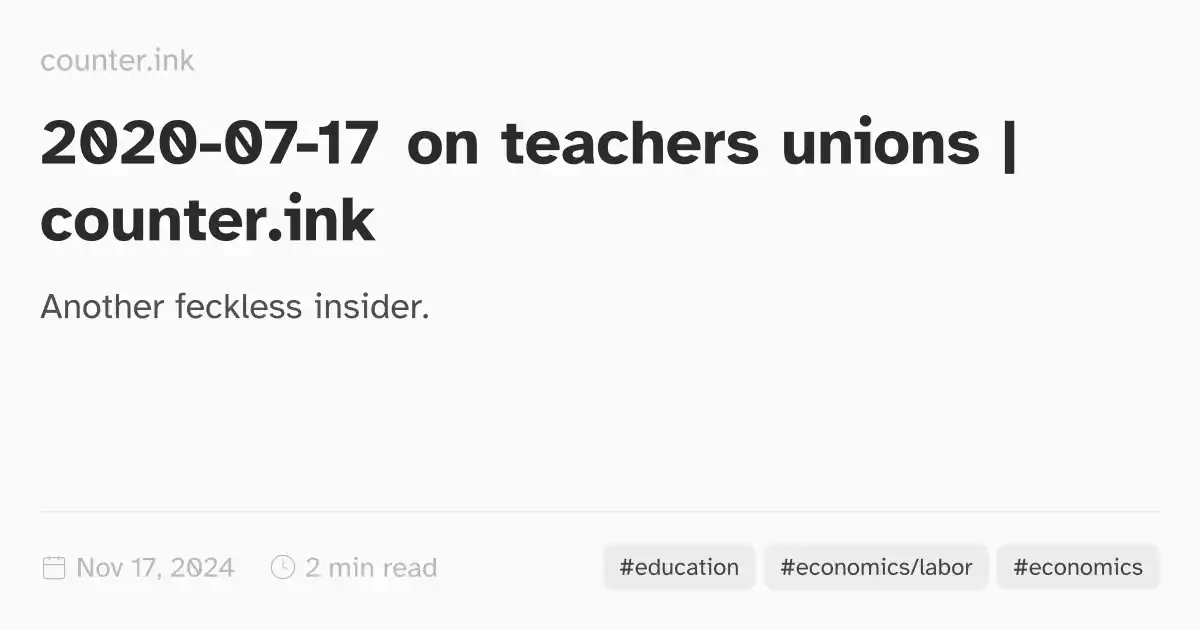 counter.ink
2020-07-17 on teachers unions |
counter.ink
Another feckless insider.
Nov 17, 2024 2 min read #education #economics/labor #economics